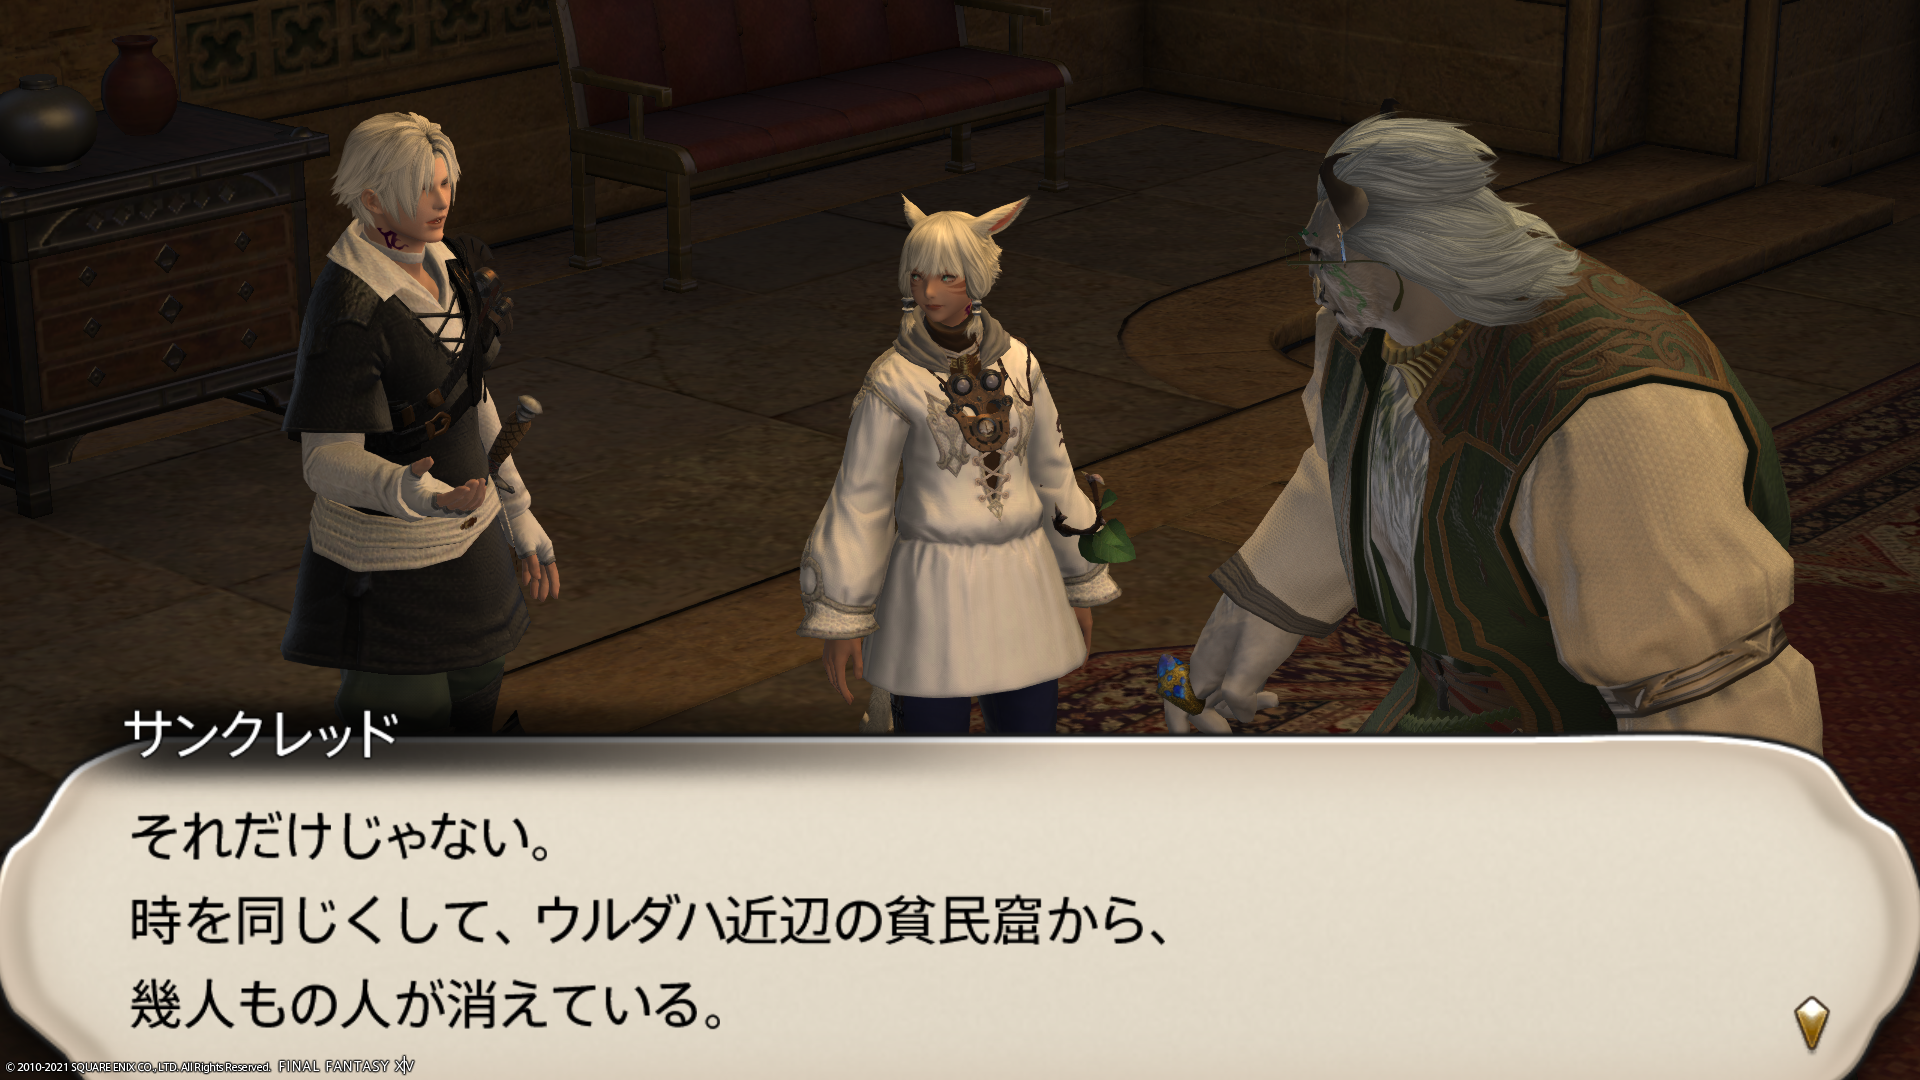 サンクレッド
それだけじゃない。
時を同じくして、ウルダハ近辺の貧民窟から、
幾人もの人が消えている。
© 2010-2021 SQUARE ENIX CO., LTD. All Rights Reserved. FINAL FANTASY XIV